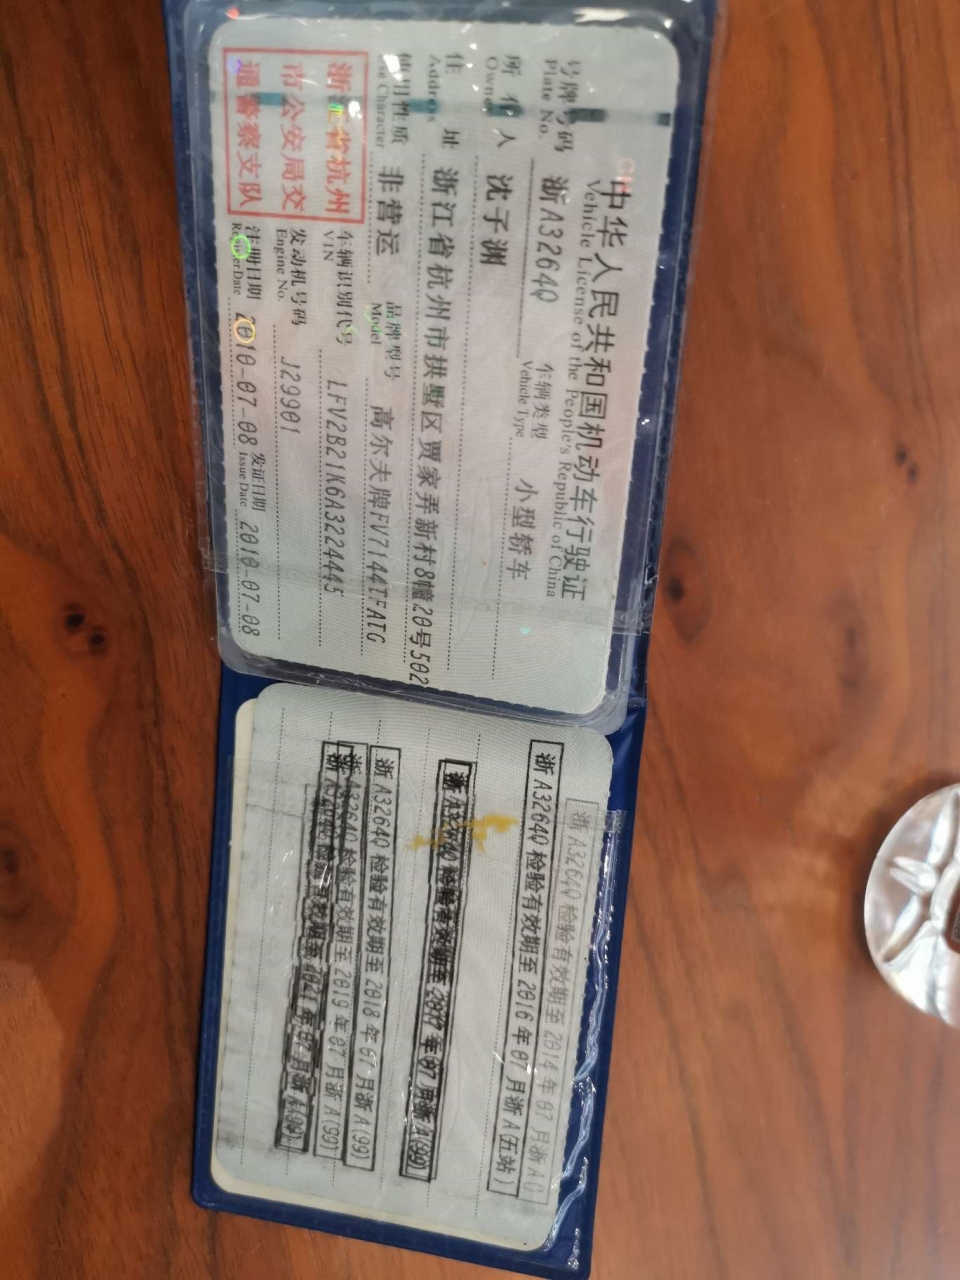 中华人民共和国机动车行驶证
Vehicle License of the People's Republic of China
号牌号码 浙A3264Q 车辆类型 小型轿车
Plate No. Vehicle Type
所有人 沈子渊
Owner
住址 浙江省杭州市拱墅区贾家弄新村8幢20号502
Address
使用性质 非营运 品牌型号 高尔夫牌FV7144TFATG
Use Character Model
浙江省杭州
市公安局交
通警察支队
车辆识别代号 LFV2B21K6A3224445
VIN
发动机号码 J29901
Engine No.
注册日期 2010-07-08 发证日期 2010-07-08
Register Date Issue Date
浙A3264Q 检验有效期至2014年07月浙A
浙A3264Q 检验有效期至2016年07月浙A(五站)
检验有效期至 年07月浙A(99)
浙A3264Q 检验有效期至2018年07月浙A(99)
浙A3264Q 检验有效期至2019年07月浙A(99)
检验有效期至2021年07月浙A(99)